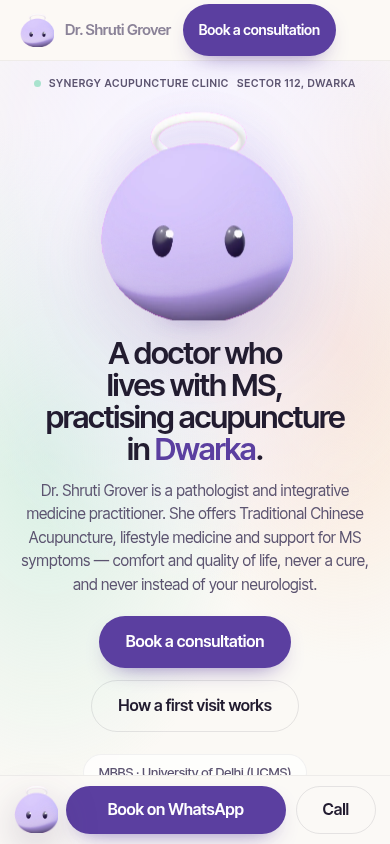 Dr. Shruti Grover
Book a consultation
SYNERGY ACUPUNCTURE CLINIC SECTOR 112, DWARKA
A doctor who
lives with MS,
practising acupuncture
in Dwarka.
Dr. Shruti Grover is a pathologist and integrative
medicine practitioner. She offers Traditional Chinese
Acupuncture, lifestyle medicine and support for MS
symptoms — comfort and quality of life, never a cure,
and never instead of your neurologist.
Book a consultation
How a first visit works
MBBS · University of Delhi (UCMS)
Book on WhatsApp
Call